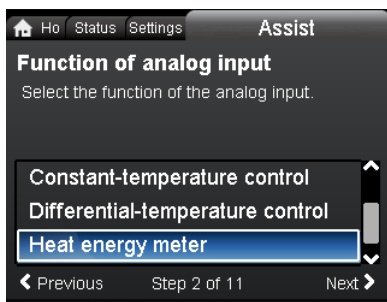 Ho Status Settings Assist
Function of analog input
Select the function of the analog input.
Constant-temperature control
Differential-temperature control
Heat energy meter
Previous Step 2 of 11 Next